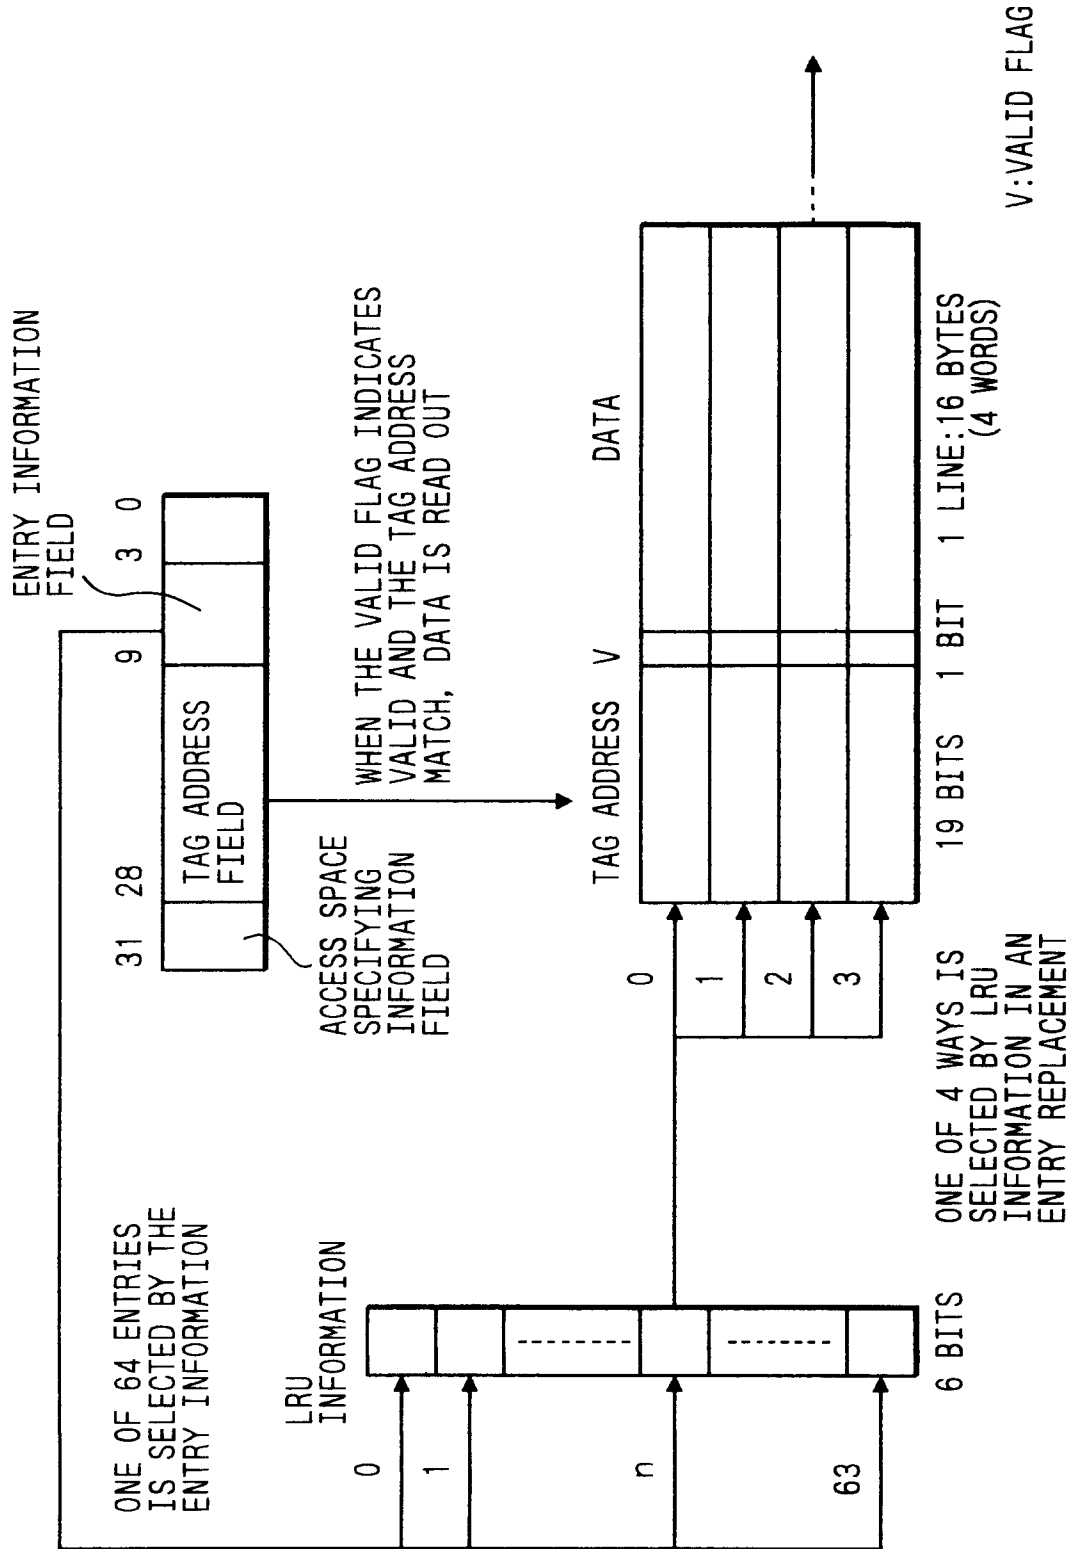 ENTRY INFORMATION
FIELD
31
28
9
3
0
TAG ADDRESS
FIELD
ACCESS SPACE
SPECIFYING
INFORMATION
FIELD
WHEN THE VALID FLAG INDICATES
VALID AND THE TAG ADDRESS
MATCH, DATA IS READ OUT
ONE OF 64 ENTRIES
IS SELECTED BY THE
ENTRY INFORMATION
LRU
INFORMATION
0
1
n
63
6 BITS
0
1
2
3
ONE OF 4 WAYS IS
SELECTED BY LRU
INFORMATION IN AN
ENTRY REPLACEMENT
TAG ADDRESS
V
DATA
19 BITS
1 BIT
1 LINE:16 BYTES
(4 WORDS)
V:VALID FLAG